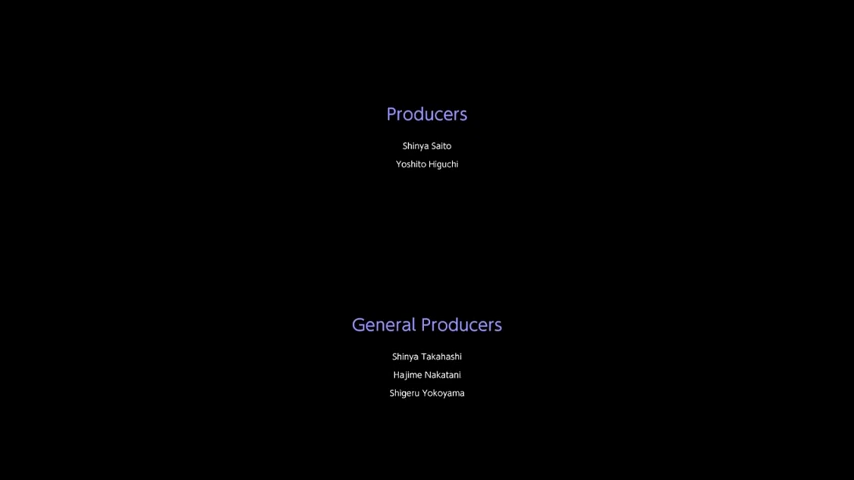 Producers
Shinya Saito
Yoshito Higuchi
General Producers
Shinya Takahashi
Hajime Nakatani
Shigeru Yokoyama